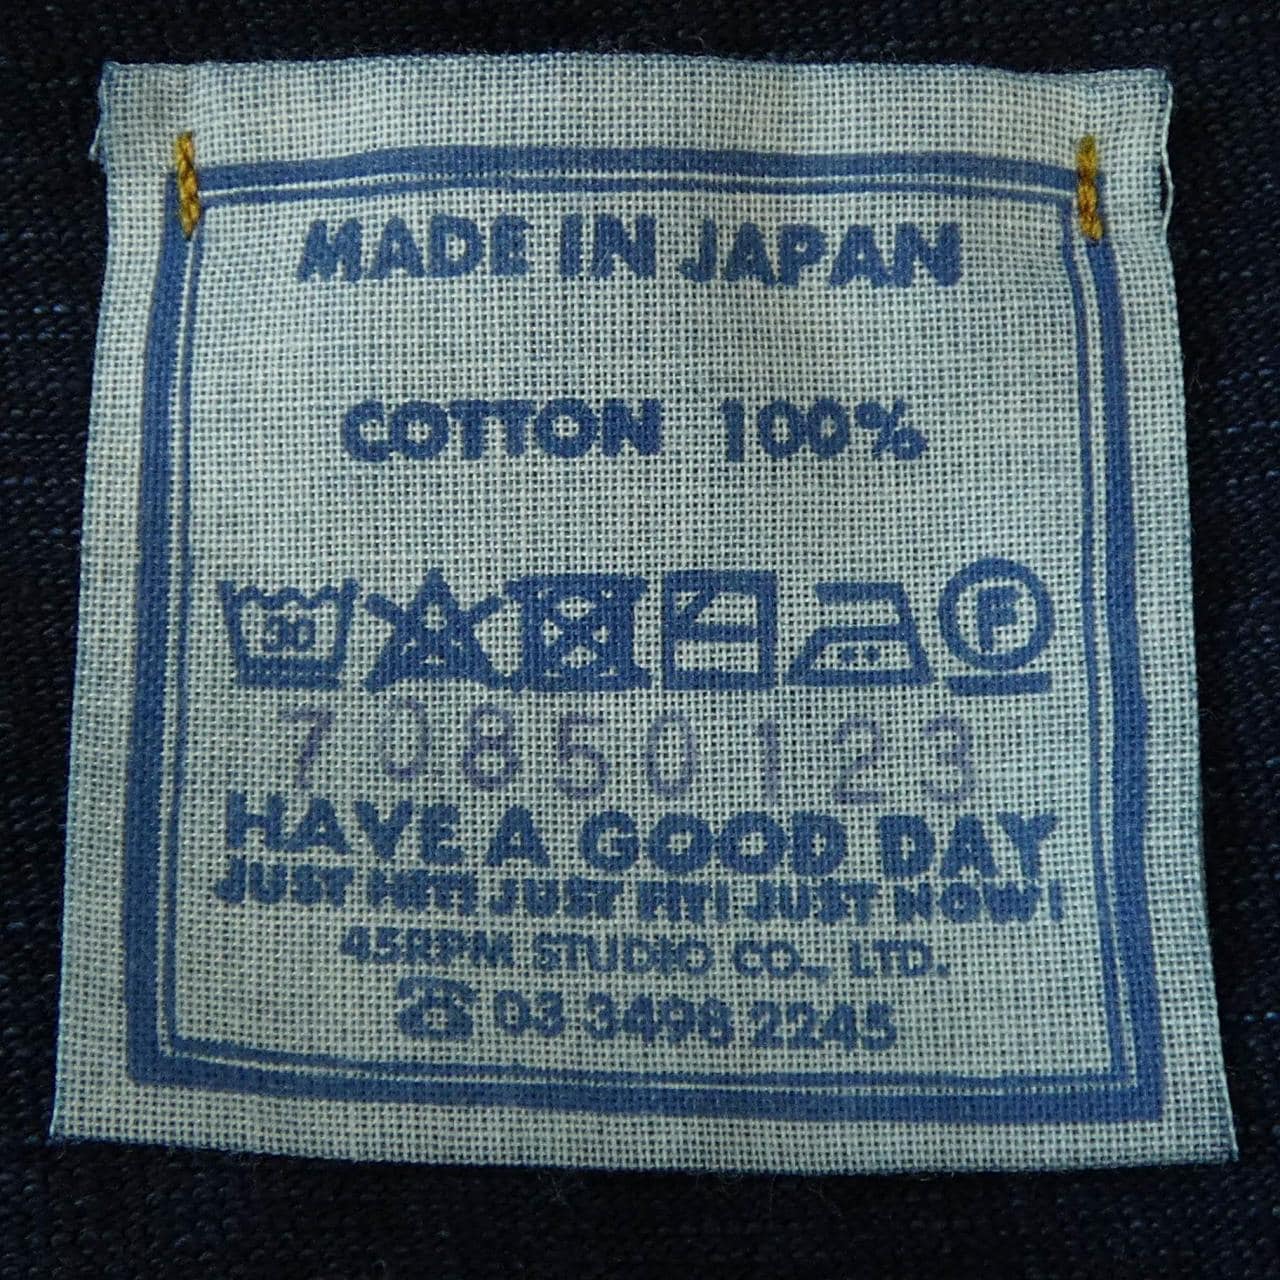 MADE IN JAPAN
COTTON 100%
30 F
70850123
HAVE A GOOD DAY
JUST HIT! JUST FIT! JUST NOW!
45RPM STUDIO CO., LTD.
☎ 03 3498 2245